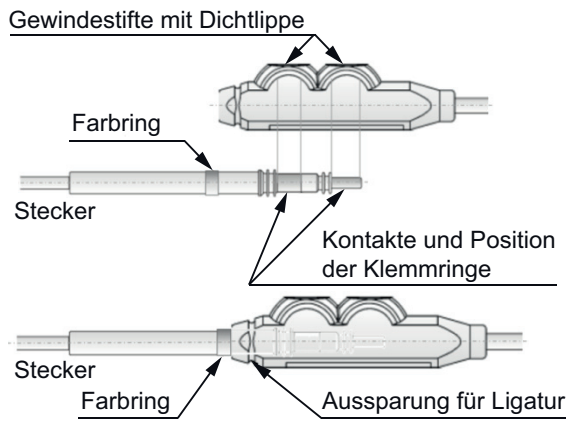 Gewindestifte mit Dichtlippe
Farbring
Stecker
Kontakte und Position
der Klemmringe
Stecker
Farbring
Aussparung für Ligatur